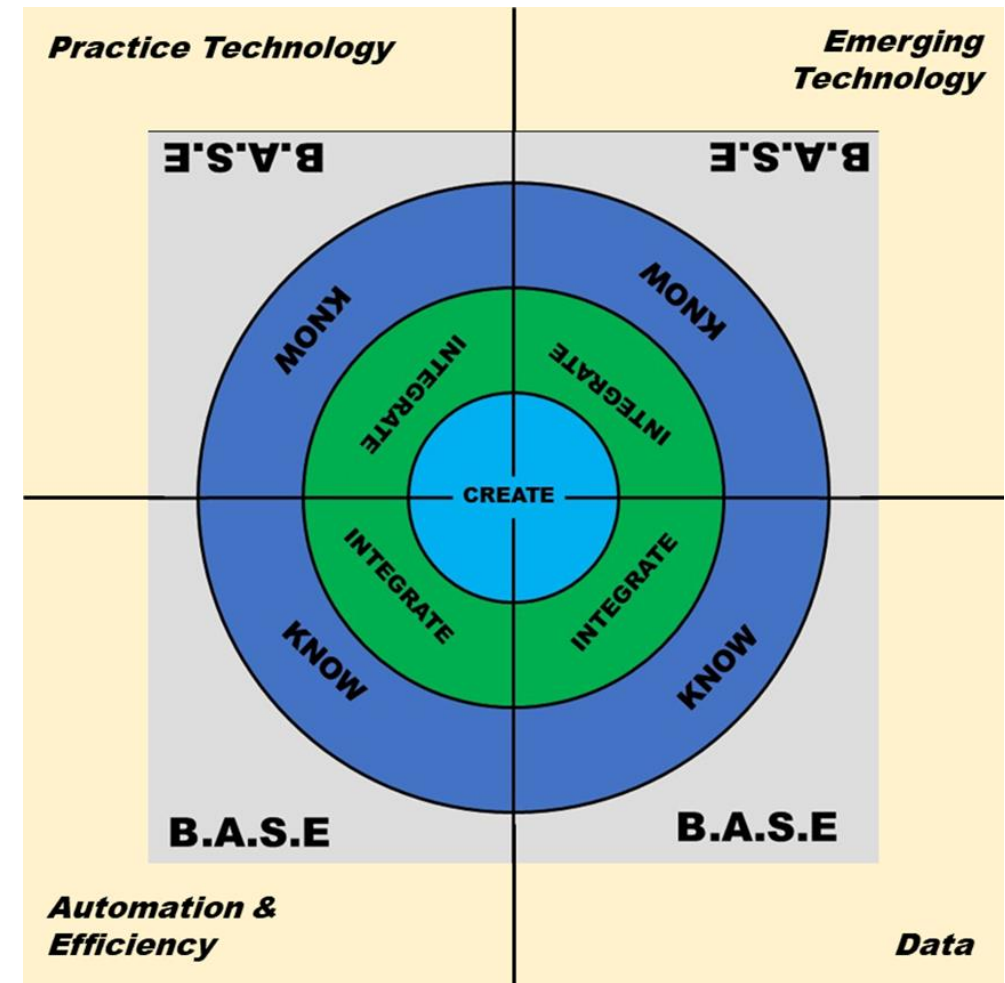 Practice Technology
Emerging
Technology
B.A.S.E
B.A.S.E
KNOW
KNOW
INTEGRATE
INTEGRATE
CREATE
INTEGRATE
INTEGRATE
KNOW
KNOW
B.A.S.E
B.A.S.E
Automation &
Efficiency
Data